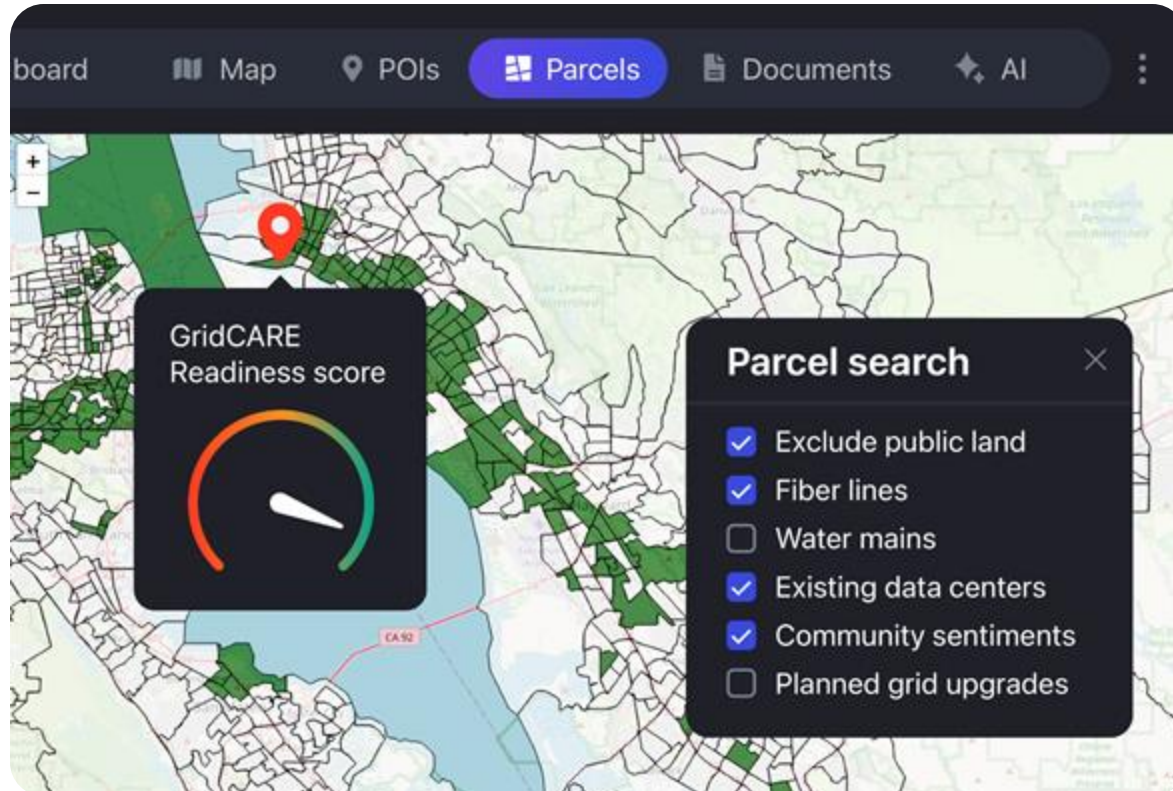 board
Map
POIs
Parcels
Documents
AI
+
−
GridCARE
Readiness score
Parcel search
Exclude public land
Fiber lines
Water mains
Existing data centers
Community sentiments
Planned grid upgrades
CA 92